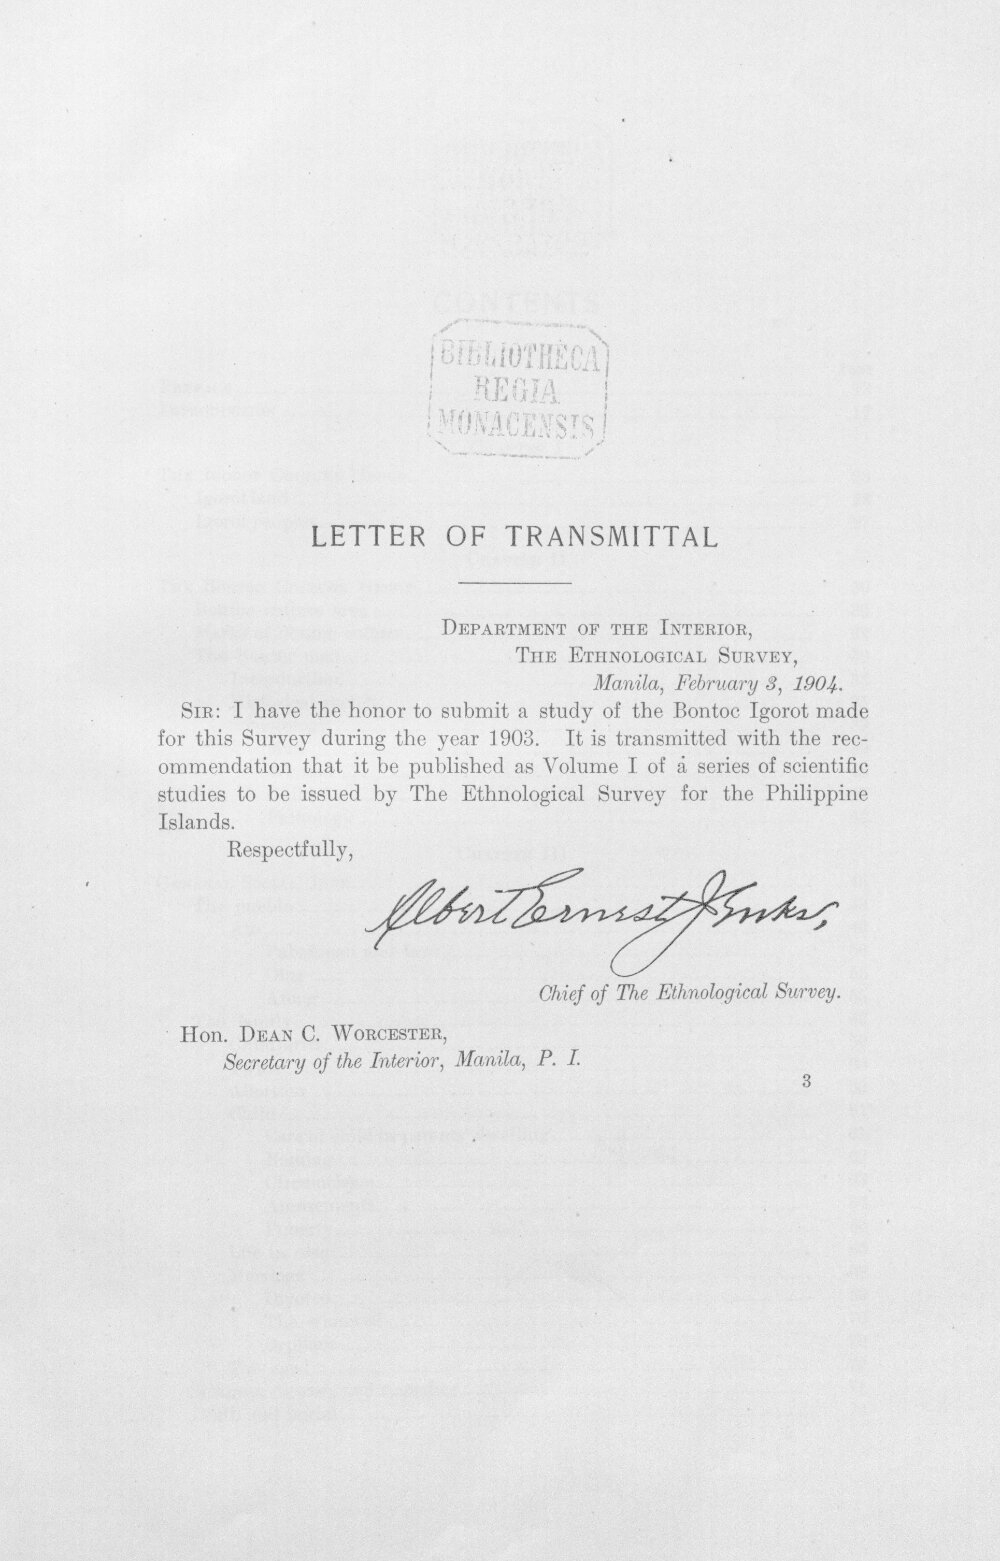 BIBLIOTHECA
REGIA
MONACENSIS
LETTER OF TRANSMITTAL
DEPARTMENT OF THE INTERIOR,
THE ETHNOLOGICAL SURVEY,
Manila, February 3, 1904.
SIR: I have the honor to submit a study of the Bontoc Igorot made
for this Survey during the year 1903. It is transmitted with the rec-
ommendation that it be published as Volume I of a series of scientific
studies to be issued by The Ethnological Survey for the Philippine
Islands.
Respectfully,
Albert Ernest Jenks,
Chief of The Ethnological Survey.
Hon. DEAN C. WORCESTER,
Secretary of the Interior, Manila, P. I.
3